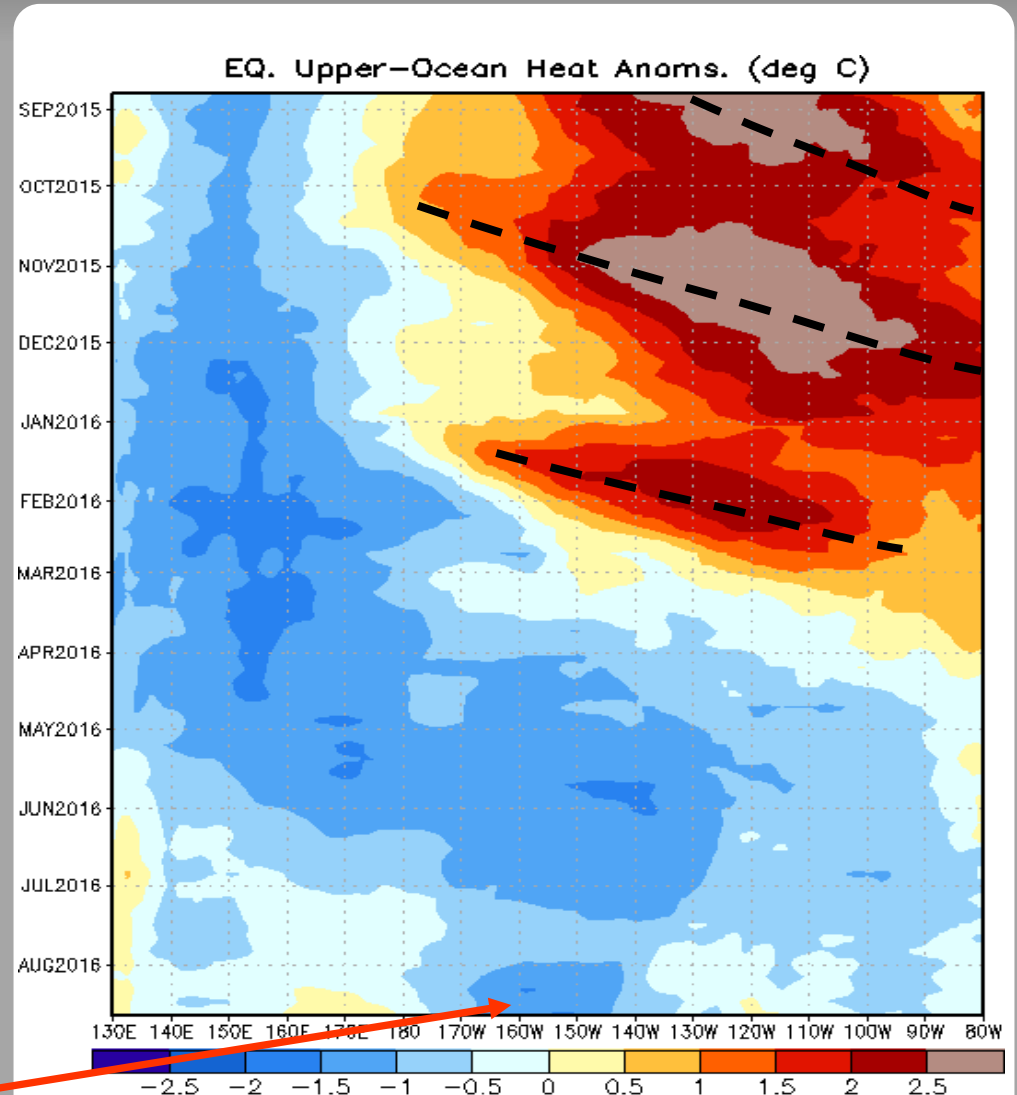 EQ. Upper-Ocean Heat Anoms. (deg C)
SEP2015
OCT2015
NOV2015
DEC2015
JAN2016
FEB2016
MAR2016
APR2016
MAY2016
JUN2016
JUL2016
AUG2016
130E 140E 150E 160E 170E 180 170W 160W 150W 140W 130W 120W 110W 100W 90W 80W
-2.5 -2 -1.5 -1 -0.5 0 0.5 1 1.5 2 2.5